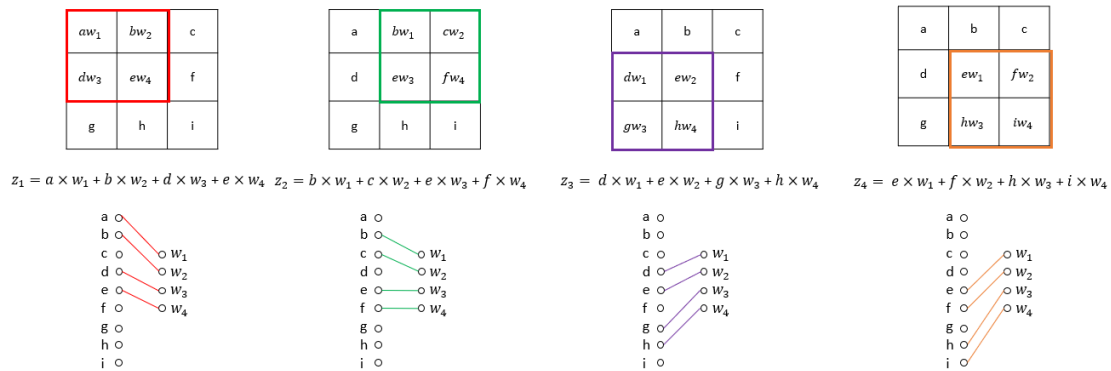 aw₁ bw₂ c
dw₃ ew₄ f
g h i
a bw₁ cw₂
d ew₃ fw₄
g h i
a b c
dw₁ ew₂ f
gw₃ hw₄ i
a b c
d ew₁ fw₂
g hw₃ iw₄
z₁ = a × w₁ + b × w₂ + d × w₃ + e × w₄
z₂ = b × w₁ + c × w₂ + e × w₃ + f × w₄
z₃ = d × w₁ + e × w₂ + g × w₃ + h × w₄
z₄ = e × w₁ + f × w₂ + h × w₃ + i × w₄
a
b
c
d
e
f
g
h
i
w₁
w₂
w₃
w₄
a
b
c
d
e
f
g
h
i
w₁
w₂
w₃
w₄
a
b
c
d
e
f
g
h
i
w₁
w₂
w₃
w₄
a
b
c
d
e
f
g
h
i
w₁
w₂
w₃
w₄